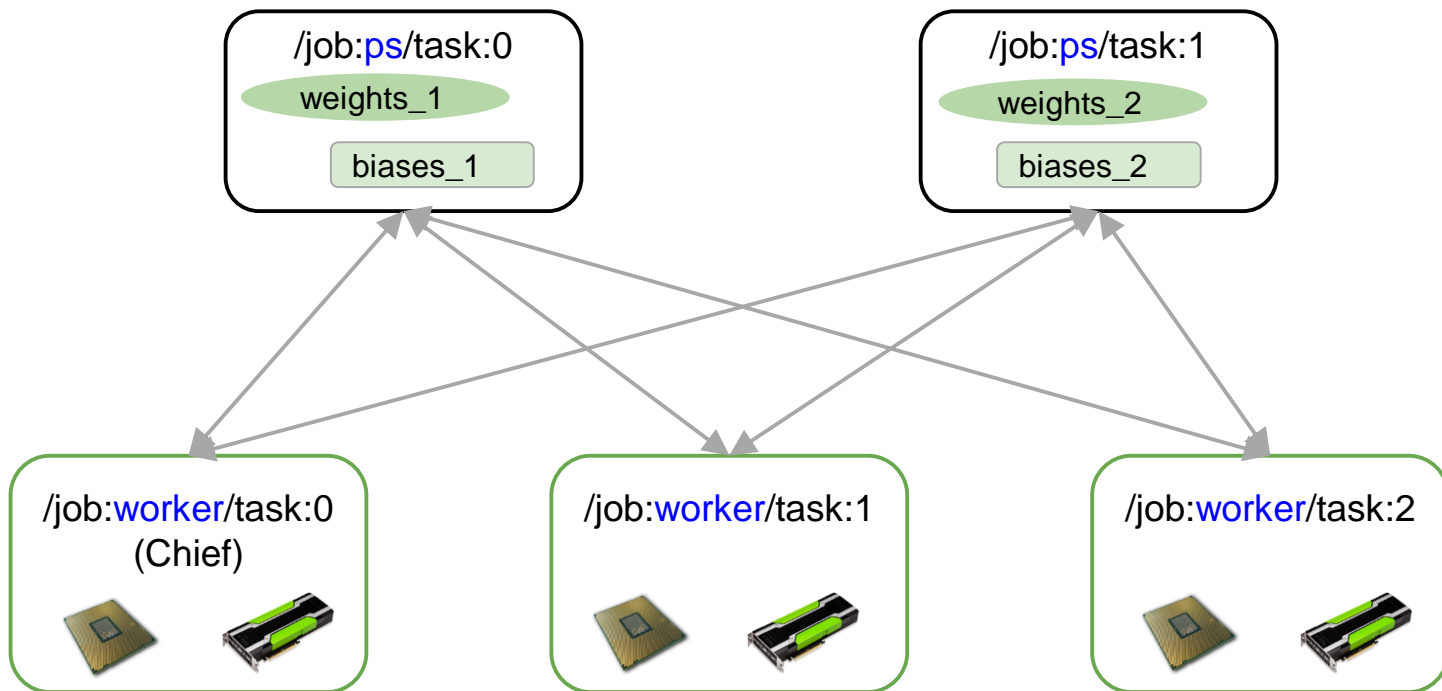 /job:ps/task:0
weights_1
biases_1
/job:ps/task:1
weights_2
biases_2
/job:worker/task:0
(Chief)
/job:worker/task:1
/job:worker/task:2